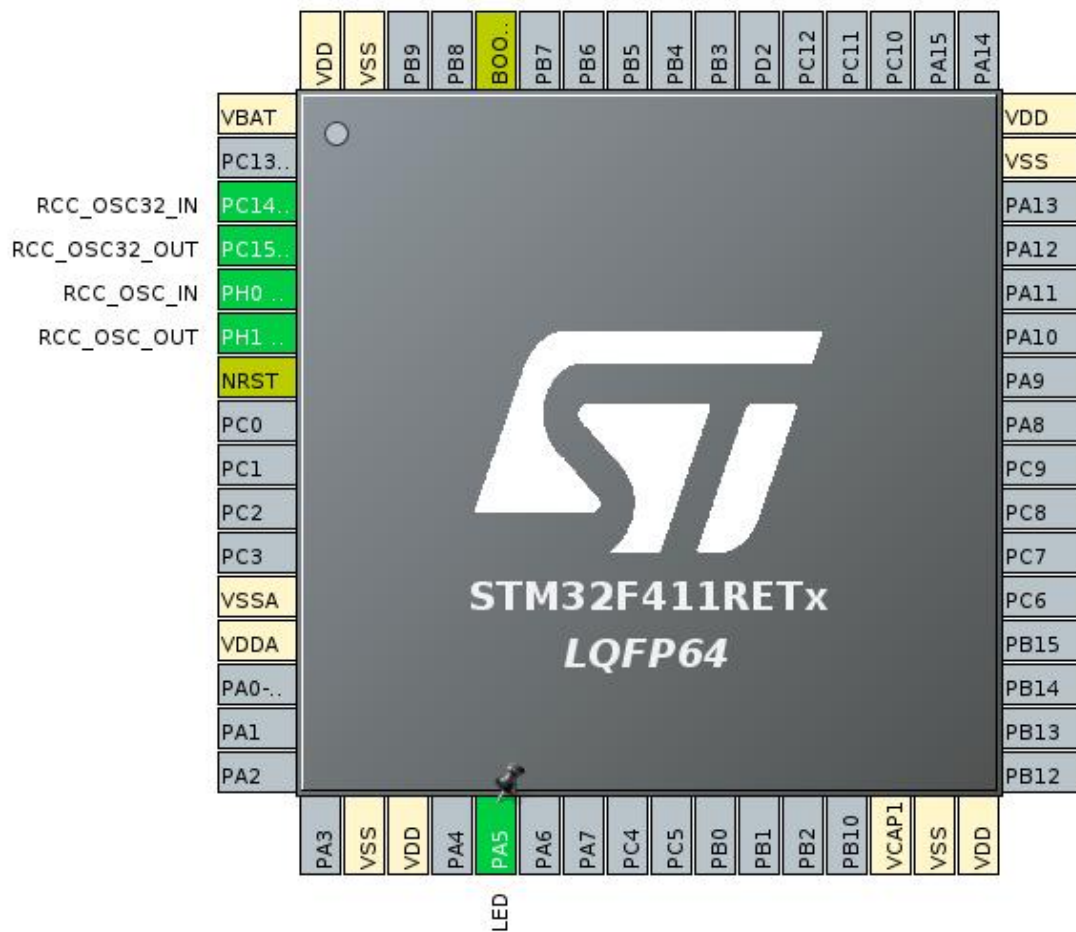 VDD
VSS
PB9
PB8
BOO..
PB7
PB6
PB5
PB4
PB3
PD2
PC12
PC11
PC10
PA15
PA14
VBAT
PC13..
RCC_OSC32_IN PC14..
RCC_OSC32_OUT PC15..
RCC_OSC_IN PH0 ..
RCC_OSC_OUT PH1 ..
NRST
PC0
PC1
PC2
PC3
VSSA
VDDA
PA0-..
PA1
PA2
VDD
VSS
PA13
PA12
PA11
PA10
PA9
PA8
PC9
PC8
PC7
PC6
PB15
PB14
PB13
PB12
ST
STM32F411RETx
LQFP64
PA3
VSS
VDD
PA4
PA5
PA6
PA7
PC4
PC5
PB0
PB1
PB2
PB10
VCAP1
VSS
VDD
LED